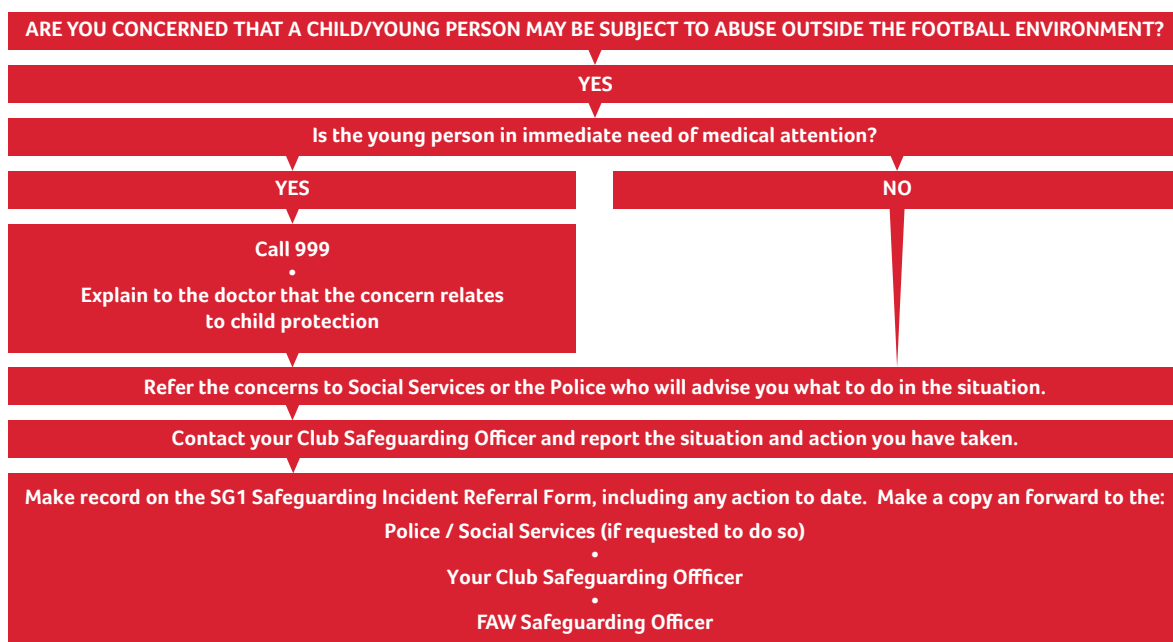 ARE YOU CONCERNED THAT A CHILD/YOUNG PERSON MAY BE SUBJECT TO ABUSE OUTSIDE THE FOOTBALL ENVIRONMENT?
YES
Is the young person in immediate need of medical attention?
YES
NO
Call 999
•
Explain to the doctor that the concern relates
to child protection
Refer the concerns to Social Services or the Police who will advise you what to do in the situation.
Contact your Club Safeguarding Officer and report the situation and action you have taken.
Make record on the SG1 Safeguarding Incident Referral Form, including any action to date.  Make a copy an forward to the:
Police / Social Services (if requested to do so)
•
Your Club Safeguarding Offficer
•
FAW Safeguarding Officer